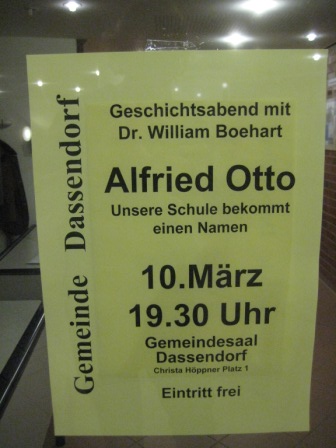 Gemeinde Dassendorf
Geschichtsabend mit
Dr. William Boehart
Alfried Otto
Unsere Schule bekommt
einen Namen
10.März
19.30 Uhr
Gemeindesaal
Dassendorf
Christa Höppner Platz 1
Eintritt frei